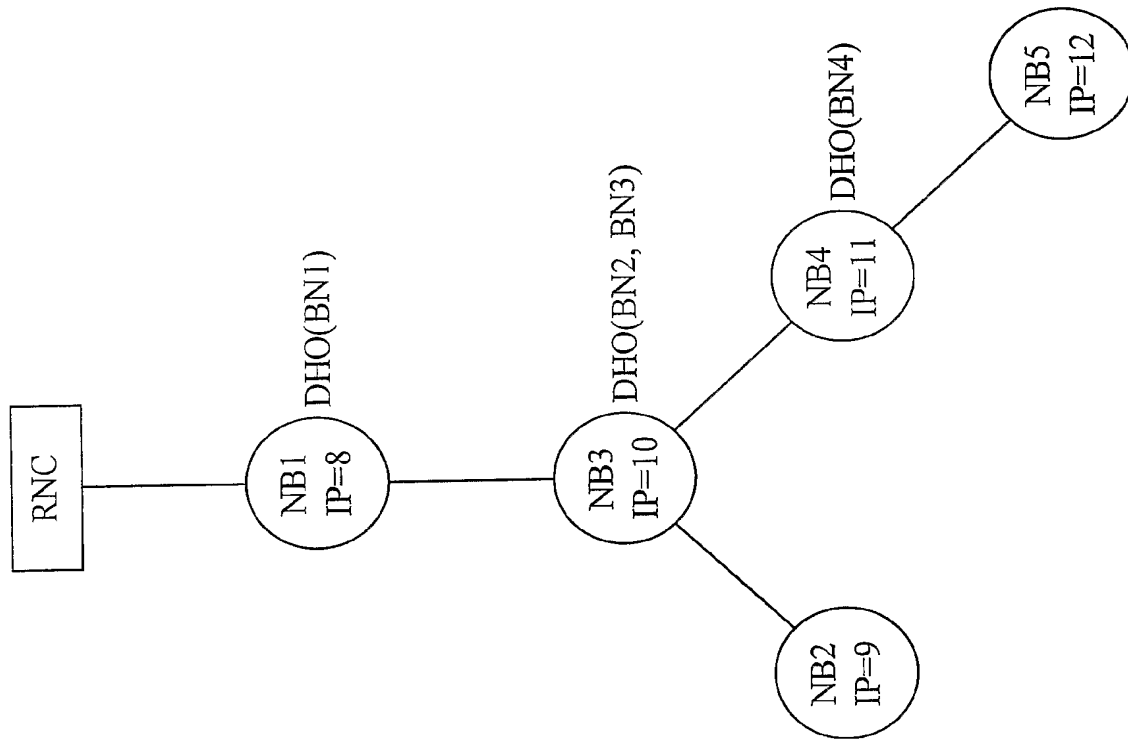 RNC
NB1
IP=8
DHO(BN1)
NB3
IP=10
DHO(BN2, BN3)
NB2
IP=9
NB4
IP=11
DHO(BN4)
NB5
IP=12